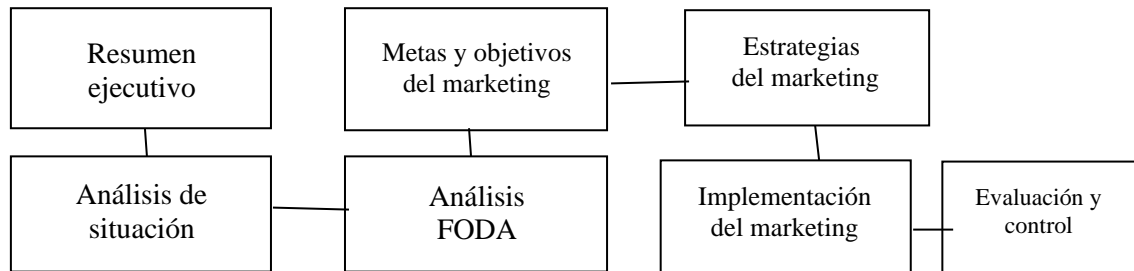 Resumen
ejecutivo
Metas y objetivos
del marketing
Estrategias
del marketing
Análisis de
situación
Análisis
FODA
Implementación
del marketing
Evaluación y
control